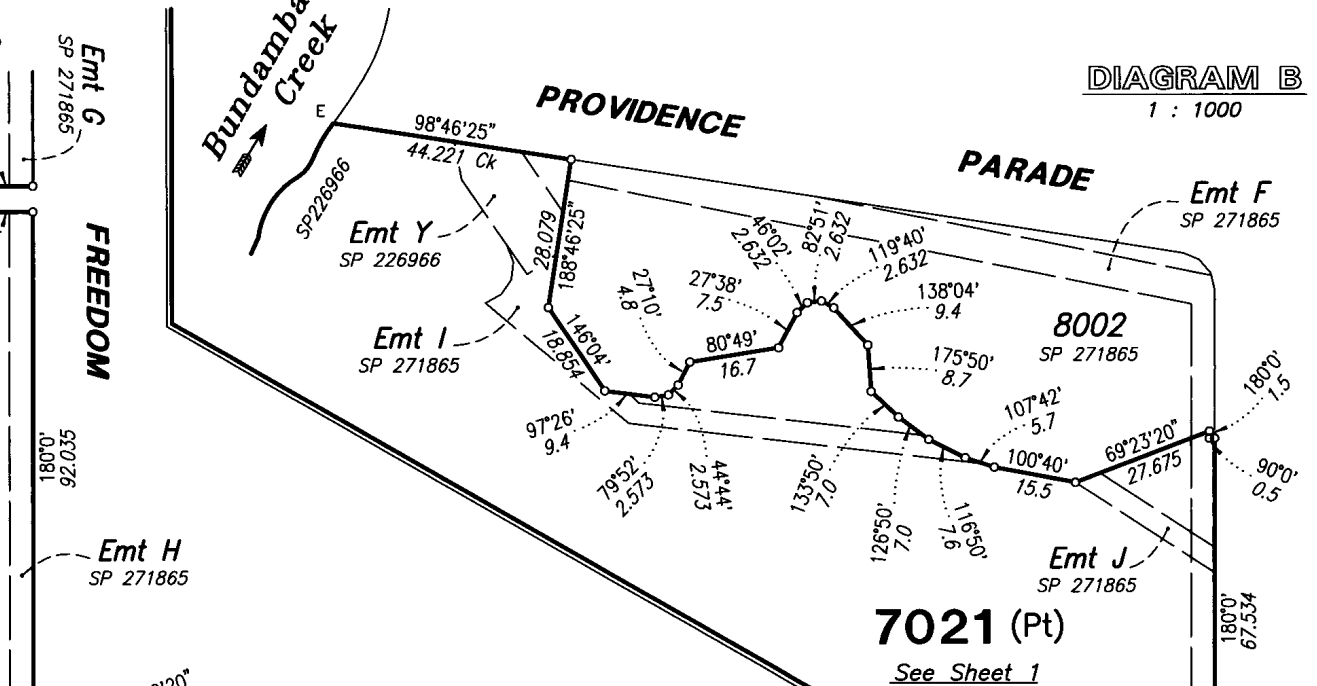 DIAGRAM B
1 : 1000
Bundamba
Creek
PROVIDENCE
PARADE
Emt G
SP 271865
E
98°46'25"
44.221 Ck
SP226966
Emt Y
SP 226966
28.079
188°46'25"
Emt F
SP 271865
46°02'
2.632
82°51'
2.632
119°40'
2.632
27°10'
4.8
27°38'
7.5
138°04'
9.4
8002
SP 271865
FREEDOM
Emt I
SP 271865
146°04'
18.854
80°49'
16.7
175°50'
8.7
107°42'
5.7
180°0'
1.5
97°26'
9.4
79°52'
2.573
44°44'
2.573
133°50'
7.0
126°50'
7.0
116°50'
7.6
100°40'
15.5
69°23'20"
27.675
90°0'
0.5
180°0'
92.035
Emt H
SP 271865
Emt J
SP 271865
180°0'
67.534
7021 (Pt)
See Sheet 1